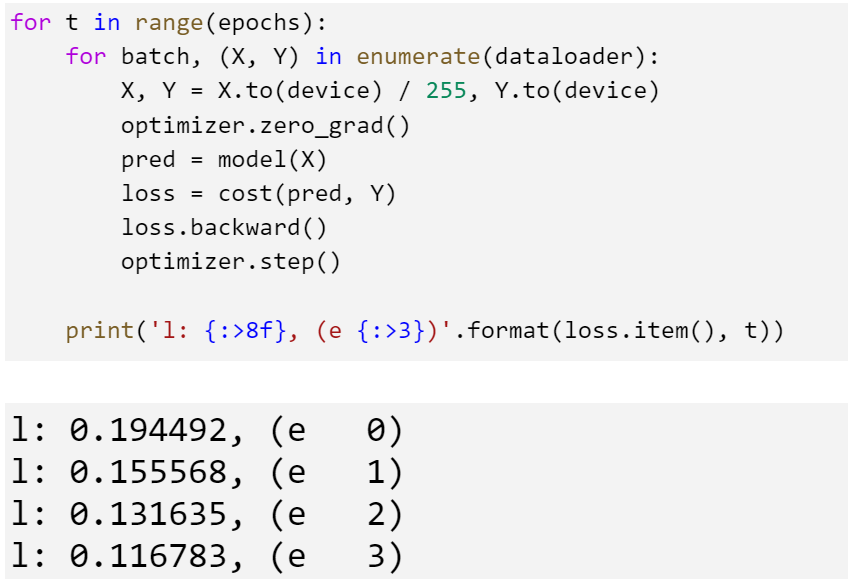 for t in range(epochs):
    for batch, (X, Y) in enumerate(dataloader):
        X, Y = X.to(device) / 255, Y.to(device)
        optimizer.zero_grad()
        pred = model(X)
        loss = cost(pred, Y)
        loss.backward()
        optimizer.step()

    print('l: {:>8f}, (e {:>3})'.format(loss.item(), t))

l: 0.194492, (e   0)
l: 0.155568, (e   1)
l: 0.131635, (e   2)
l: 0.116783, (e   3)